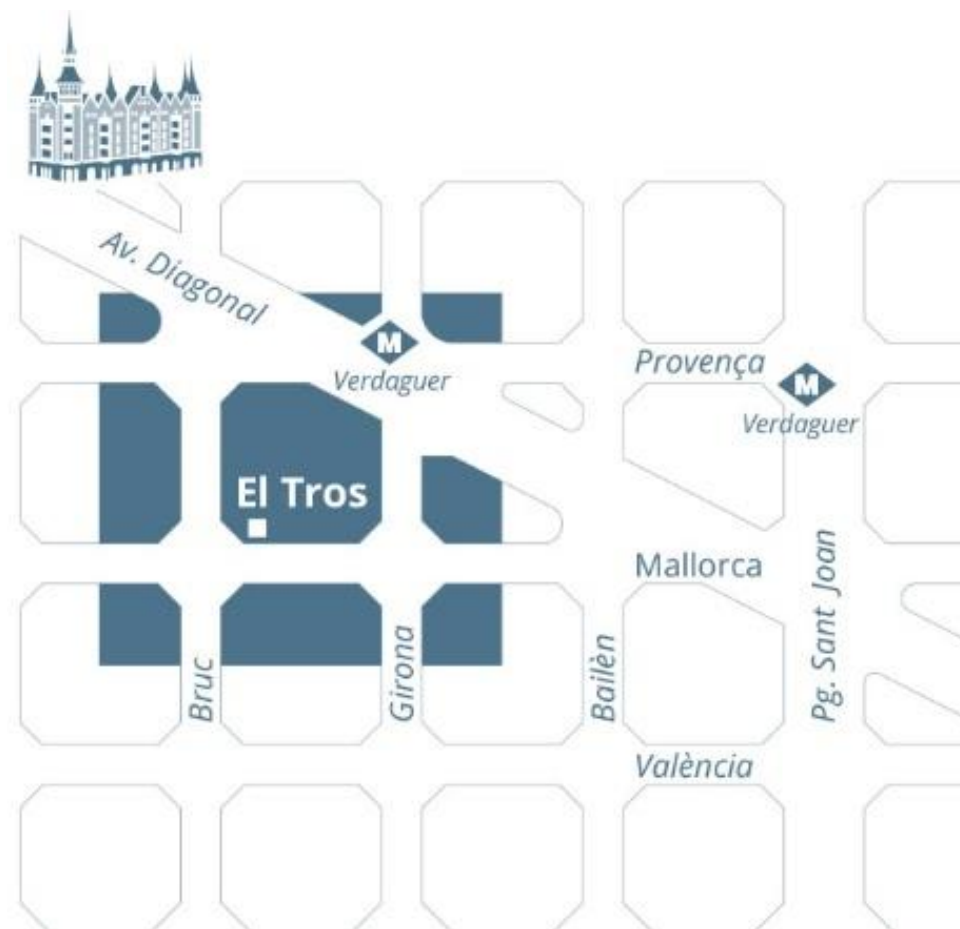 Av. Diagonal
M
Verdaguer
Provença
M
Verdaguer
El Tros
Mallorca
Bruc
Girona
Bailèn
Pg. Sant Joan
València